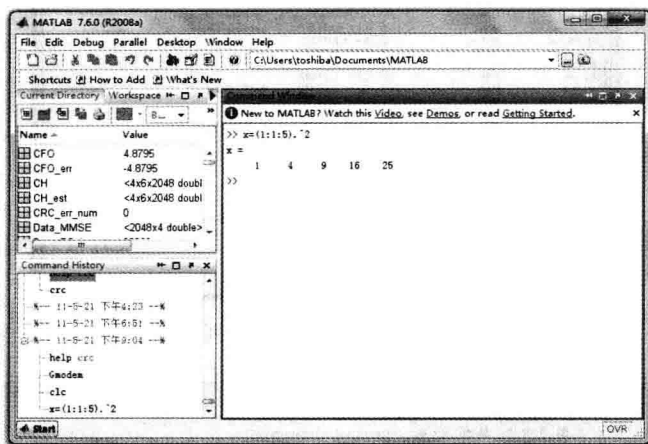 MATLAB 7.6.0 (R2008a)
File Edit Debug Parallel Desktop Window Help
C:\Users\toshiba\Documents\MATLAB
Shortcuts How to Add What's New
Current Directory Workspace
Name Value
CFO 4.8795
CFO_err -4.8795
CH <4x6x2048 doubl
CH_est <4x6x2048 doubl
CRC_err_num 0
Data_MMSE <2048x4 double>
Command History
crc
%-- 11-5-21 下午4:23 --%
%-- 11-5-21 下午6:51 --%
%-- 11-5-21 下午9:04 --%
help crc
Gmodem
clc
x=(1:1:5).^2
Command Window
New to MATLAB? Watch this Video, see Demos, or read Getting Started.
>> x=(1:1:5).^2
x =
1 4 9 16 25
>>
Start
OVR